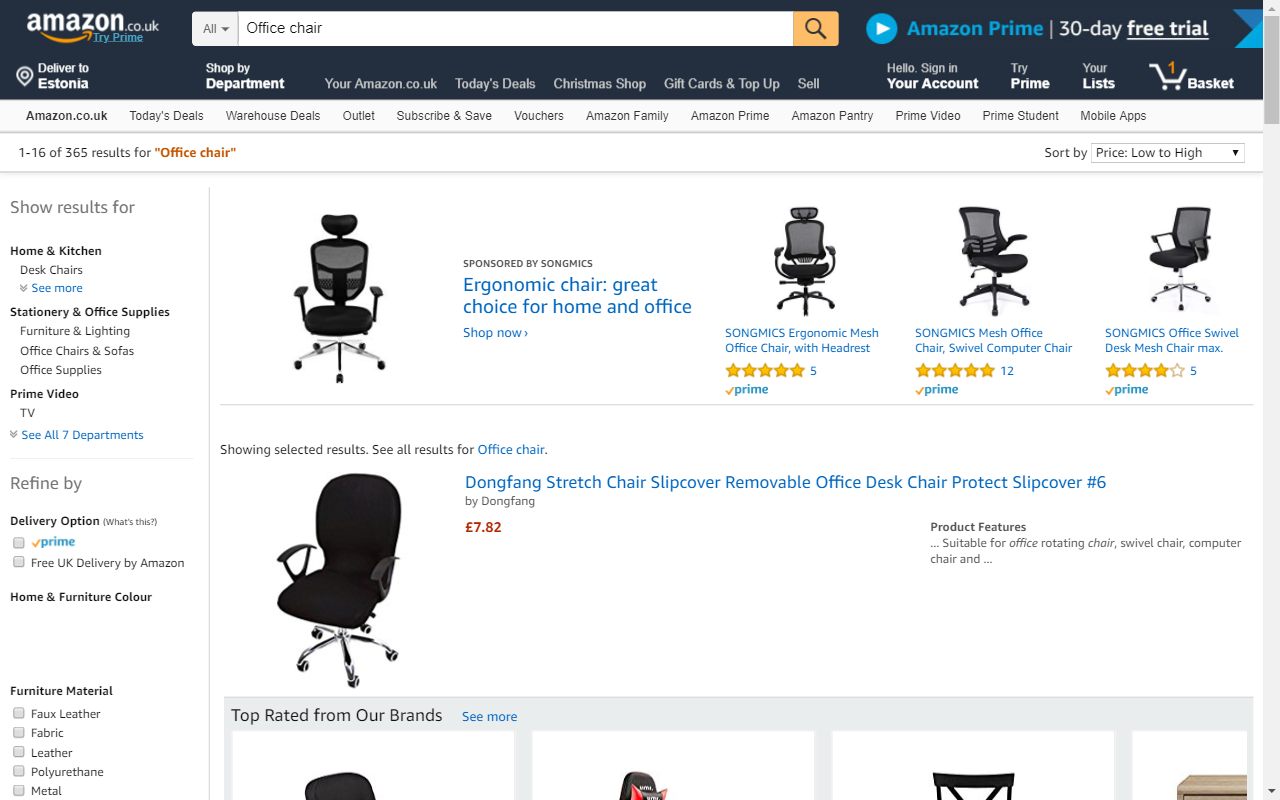 amazon.co.uk
Try Prime
All
Office chair
Amazon Prime | 30-day free trial
Deliver to
Estonia
Shop by
Department
Your Amazon.co.uk
Today's Deals
Christmas Shop
Gift Cards & Top Up
Sell
Hello. Sign in
Your Account
Try
Prime
Your
Lists
1
Basket
Amazon.co.uk
Today's Deals
Warehouse Deals
Outlet
Subscribe & Save
Vouchers
Amazon Family
Amazon Prime
Amazon Pantry
Prime Video
Prime Student
Mobile Apps
1-16 of 365 results for "Office chair"
Sort by
Price: Low to High
Show results for
Home & Kitchen
Desk Chairs
See more
Stationery & Office Supplies
Furniture & Lighting
Office Chairs & Sofas
Office Supplies
Prime Video
TV
See All 7 Departments
Refine by
Delivery Option (What's this?)
prime
Free UK Delivery by Amazon
Home & Furniture Colour
Furniture Material
Faux Leather
Fabric
Leather
Polyurethane
Metal
SPONSORED BY SONGMICS
Ergonomic chair: great
choice for home and office
Shop now ›
SONGMICS Ergonomic Mesh
Office Chair, with Headrest
5
prime
SONGMICS Mesh Office
Chair, Swivel Computer Chair
12
prime
SONGMICS Office Swivel
Desk Mesh Chair max.
5
prime
Showing selected results. See all results for Office chair.
Dongfang Stretch Chair Slipcover Removable Office Desk Chair Protect Slipcover #6
by Dongfang
£7.82
Product Features
... Suitable for office rotating chair, swivel chair, computer
chair and ...
Top Rated from Our Brands
See more
umi.